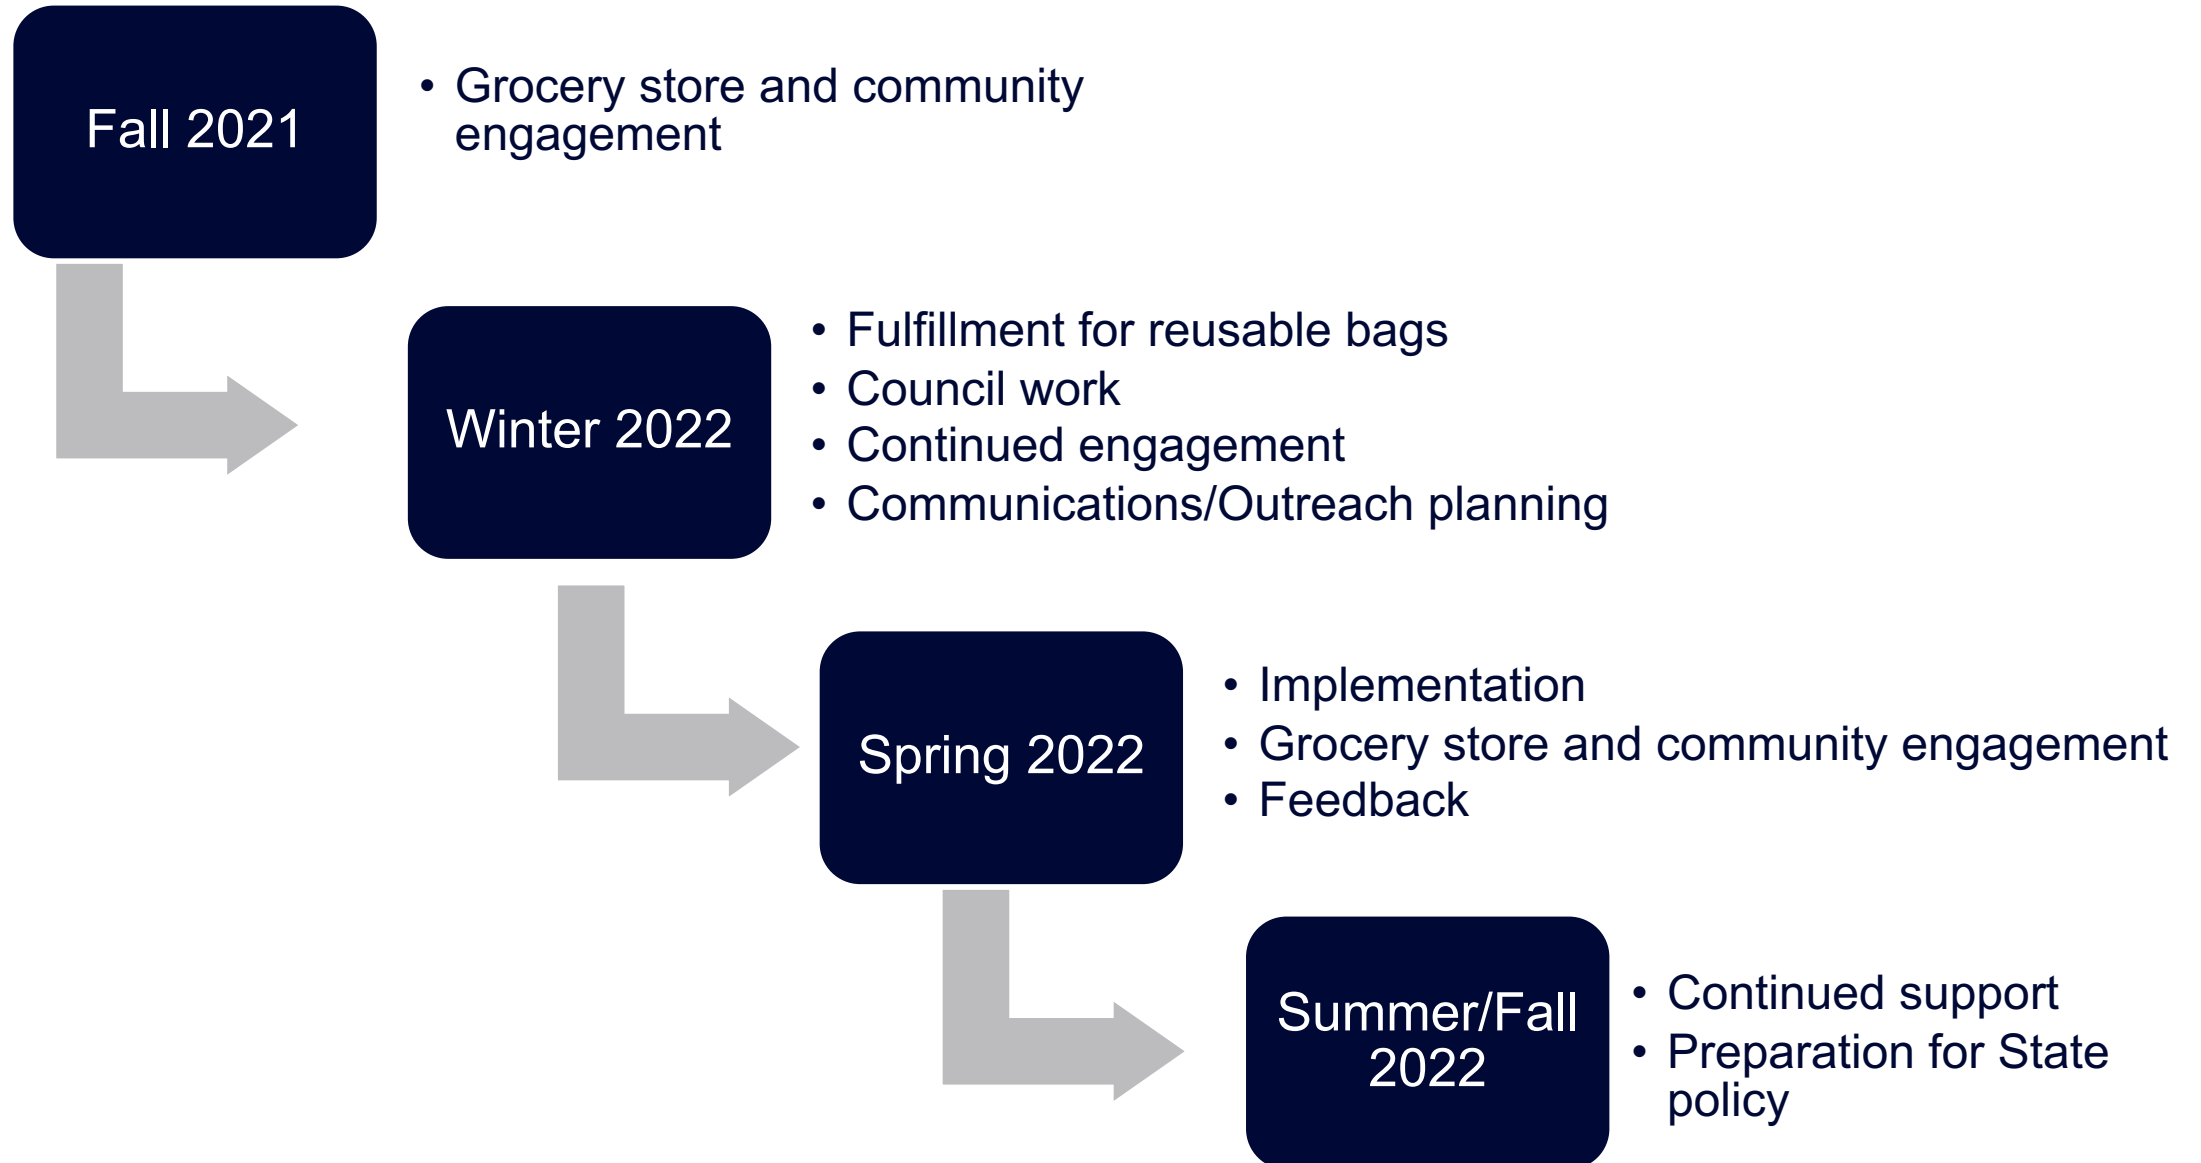 Fall 2021
• Grocery store and community
engagement
Winter 2022
• Fulfillment for reusable bags
• Council work
• Continued engagement
• Communications/Outreach planning
Spring 2022
• Implementation
• Grocery store and community engagement
• Feedback
Summer/Fall
2022
• Continued support
• Preparation for State
policy